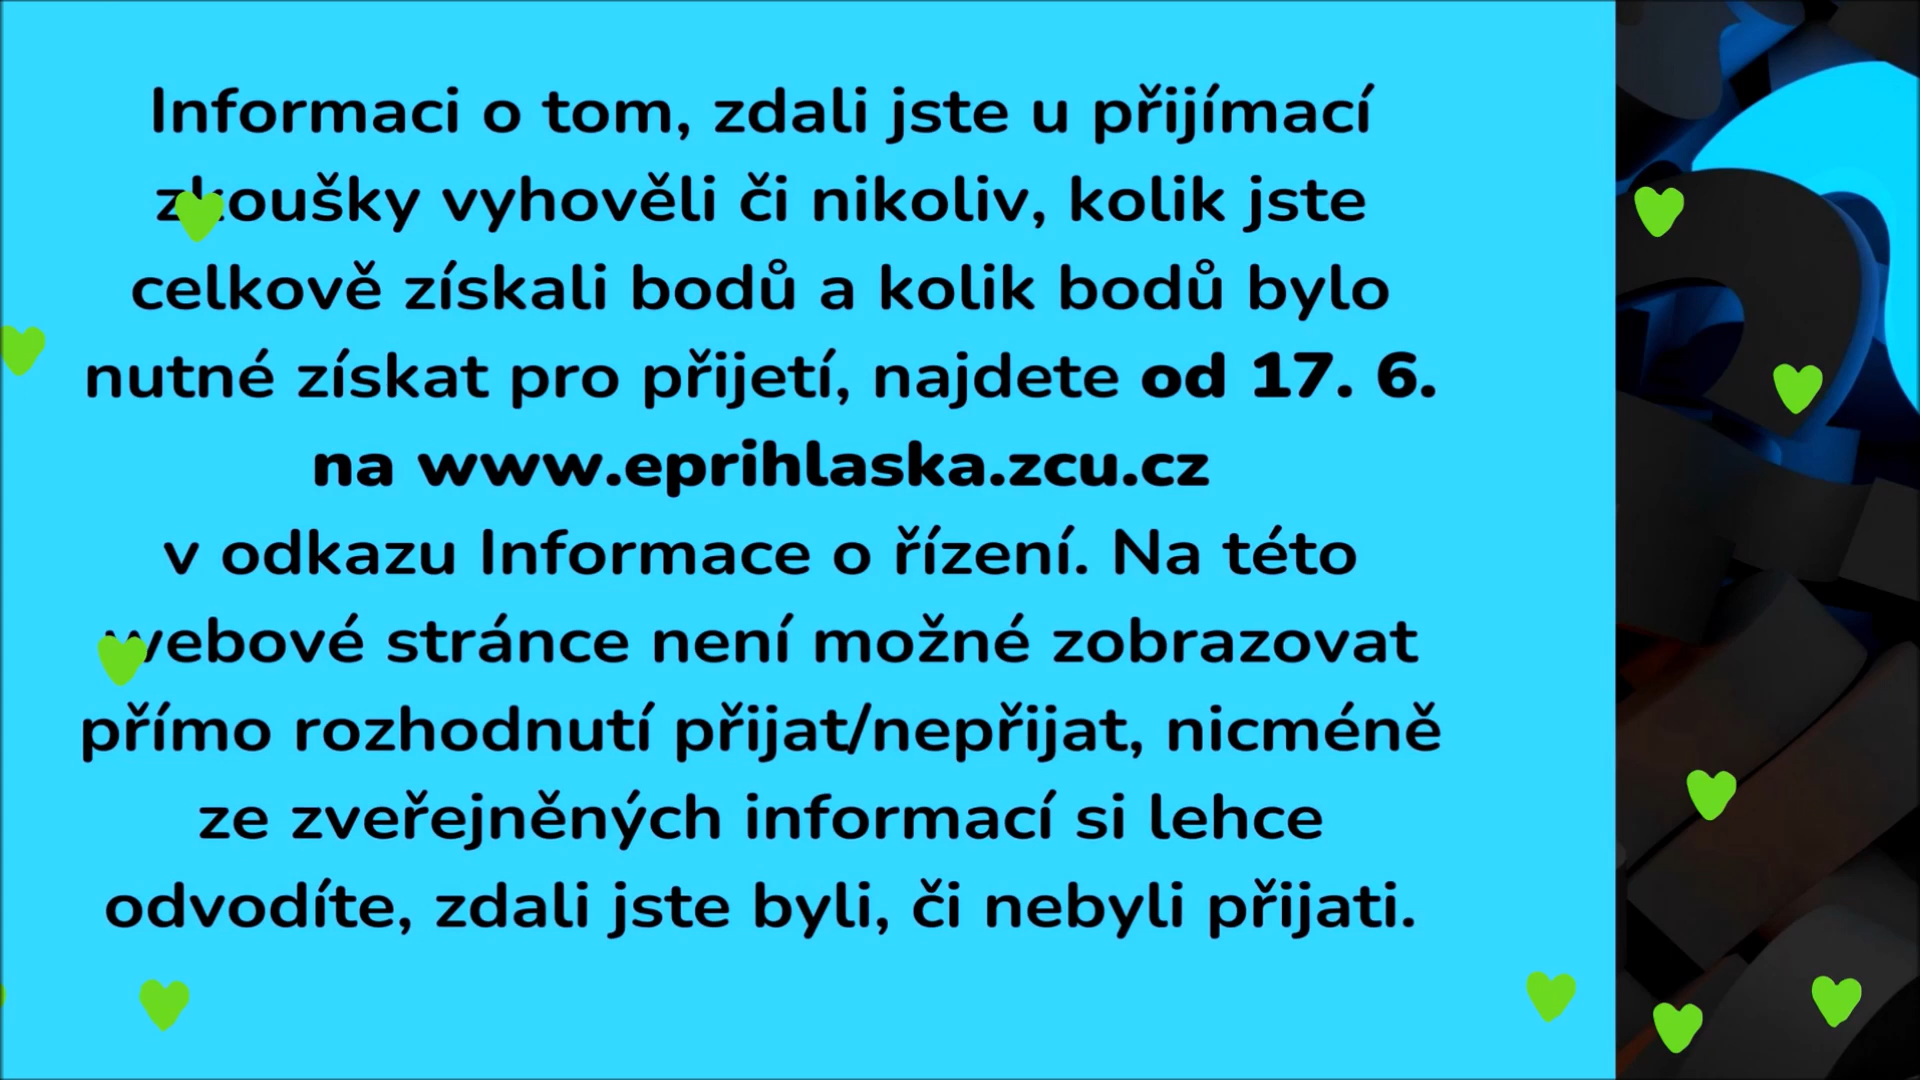 Informaci o tom, zdali jste u přijímací
zkoušky vyhověli či nikoliv, kolik jste
celkově získali bodů a kolik bodů bylo
nutné získat pro přijetí, najdete od 17. 6.
na www.eprihlaska.zcu.cz
v odkazu Informace o řízení. Na této
webové stránce není možné zobrazovat
přímo rozhodnutí přijat/nepřijat, nicméně
ze zveřejněných informací si lehce
odvodíte, zdali jste byli, či nebyli přijati.